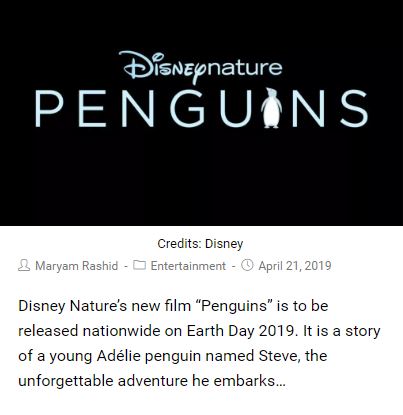 Disneynature
PENGUINS
Credits: Disney
Maryam Rashid - Entertainment - April 21, 2019
Disney Nature’s new film “Penguins” is to be
released nationwide on Earth Day 2019. It is a story
of a young Adélie penguin named Steve, the
unforgettable adventure he embarks…